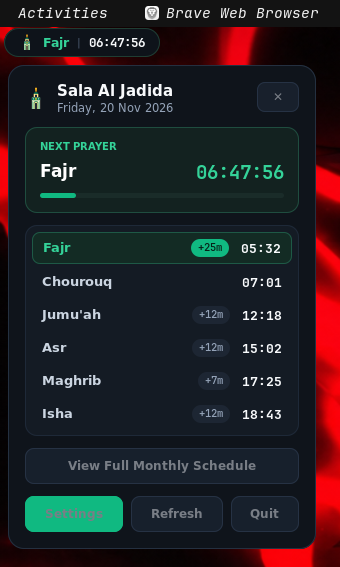 Activities Brave Web Browser
Fajr | 06:47:56
Sala Al Jadida ×
Friday, 20 Nov 2026
NEXT PRAYER
Fajr 06:47:56
Fajr +25m 05:32
Chourouq 07:01
Jumu'ah +12m 12:18
Asr +12m 15:02
Maghrib +7m 17:25
Isha +12m 18:43
View Full Monthly Schedule
Settings Refresh Quit